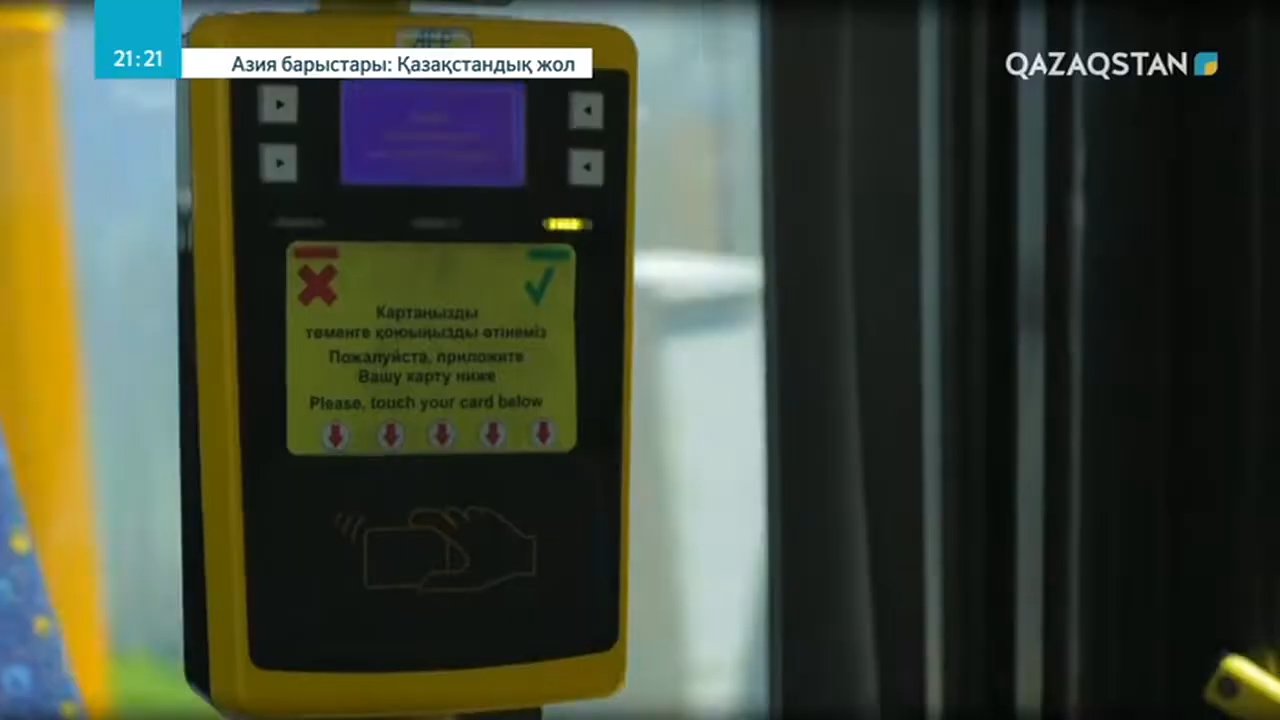 21:21
Азия барыстары: Қазақстандық жол
QAZAQSTAN
Картаңызды
төменге қоюыңызды өтінеміз
Пожалуйста, приложите
Вашу карту ниже
Please, touch your card below